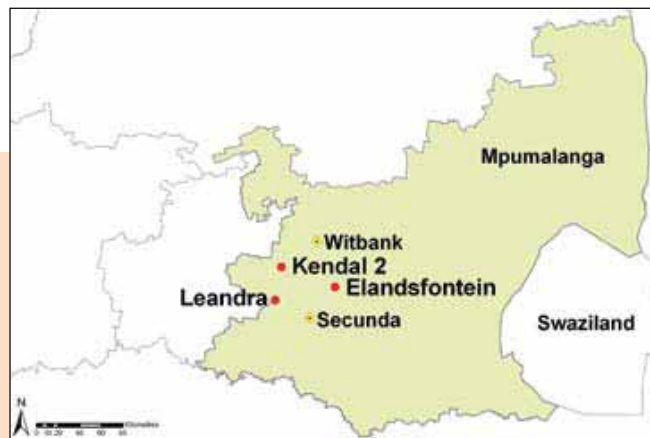 Mpumalanga
Witbank
Kendal 2
Elandsfontein
Leandra
Secunda
Swaziland
N